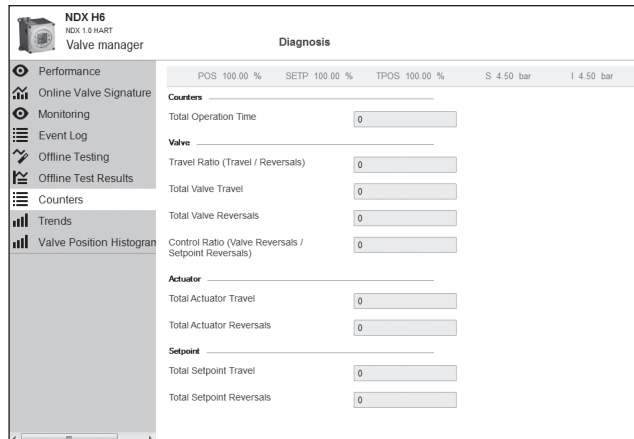 NDX H6
NDX 1.0 HART
Valve manager
Diagnosis
Performance
Online Valve Signature
Monitoring
Event Log
Offline Testing
Offline Test Results
Counters
Trends
Valve Position Histogram
POS 100.00 % SETP 100.00 % TPOS 100.00 % S 4.50 bar I 4.50 bar
Counters
Total Operation Time 0
Valve
Travel Ratio (Travel / Reversals) 0
Total Valve Travel 0
Total Valve Reversals 0
Control Ratio (Valve Reversals / 0
Setpoint Reversals)
Actuator
Total Actuator Travel 0
Total Actuator Reversals 0
Setpoint
Total Setpoint Travel 0
Total Setpoint Reversals 0